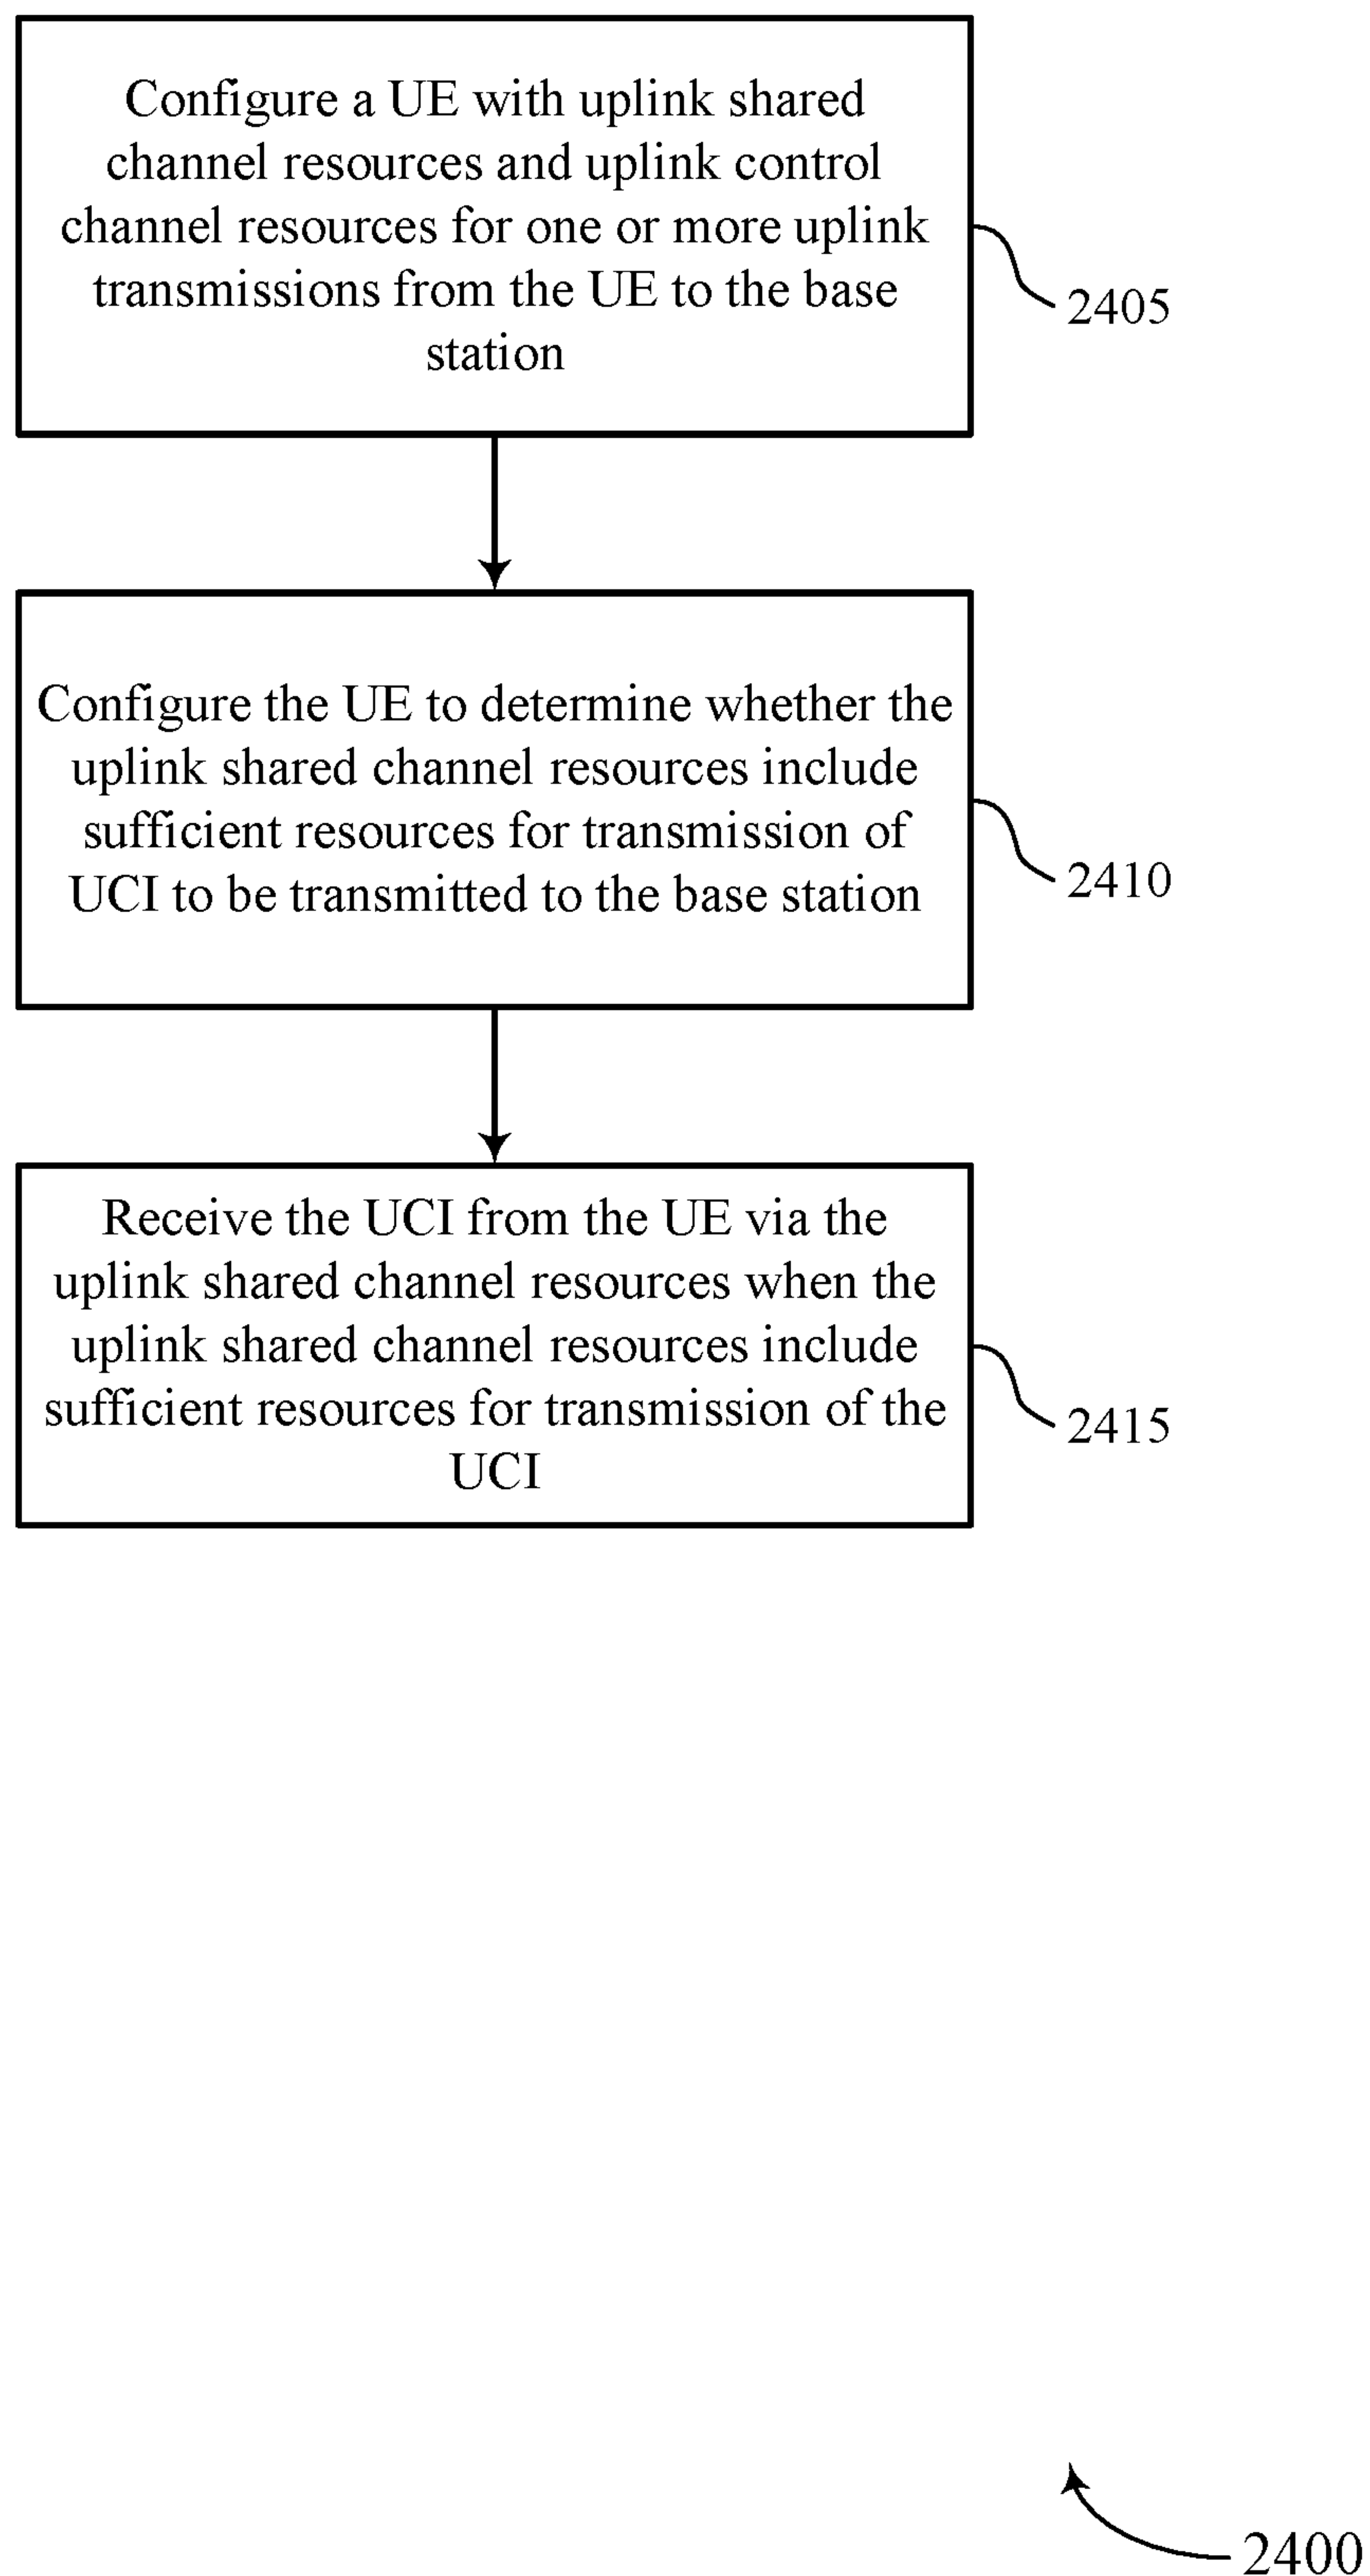 Configure a UE with uplink shared
channel resources and uplink control
channel resources for one or more uplink
transmissions from the UE to the base
station
2405
Configure the UE to determine whether the
uplink shared channel resources include
sufficient resources for transmission of
UCI to be transmitted to the base station
2410
Receive the UCI from the UE via the
uplink shared channel resources when the
uplink shared channel resources include
sufficient resources for transmission of the
UCI
2415
2400